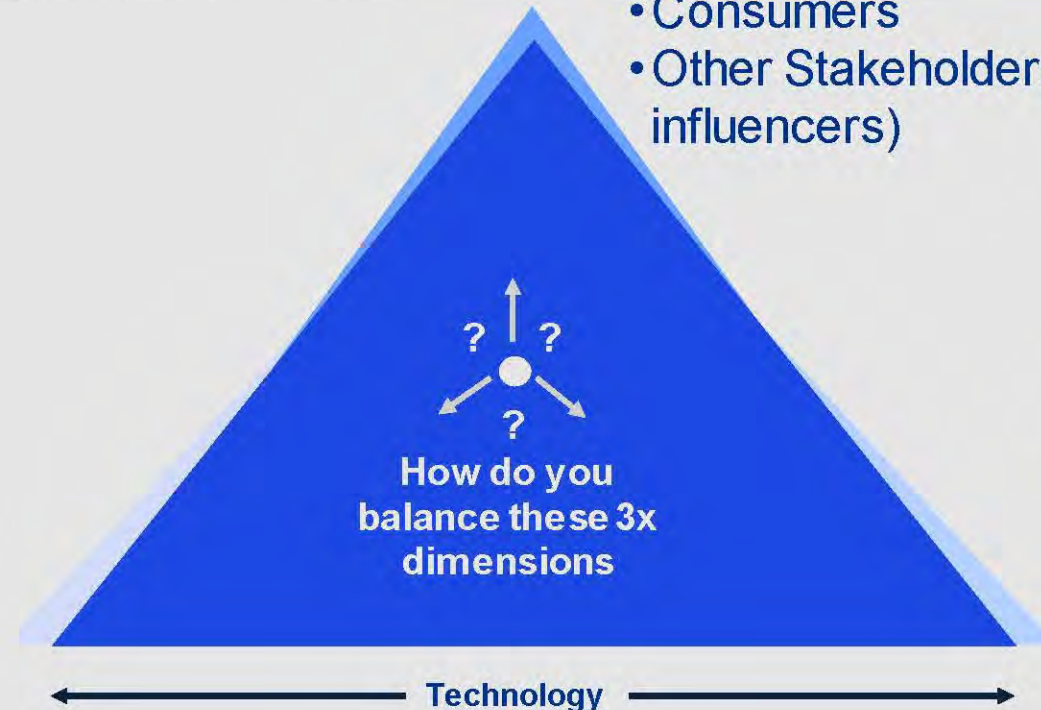 •Consumers
•Other Stakeholder
influencers)
? ?
?
How do you
balance these 3x
dimensions
Technology